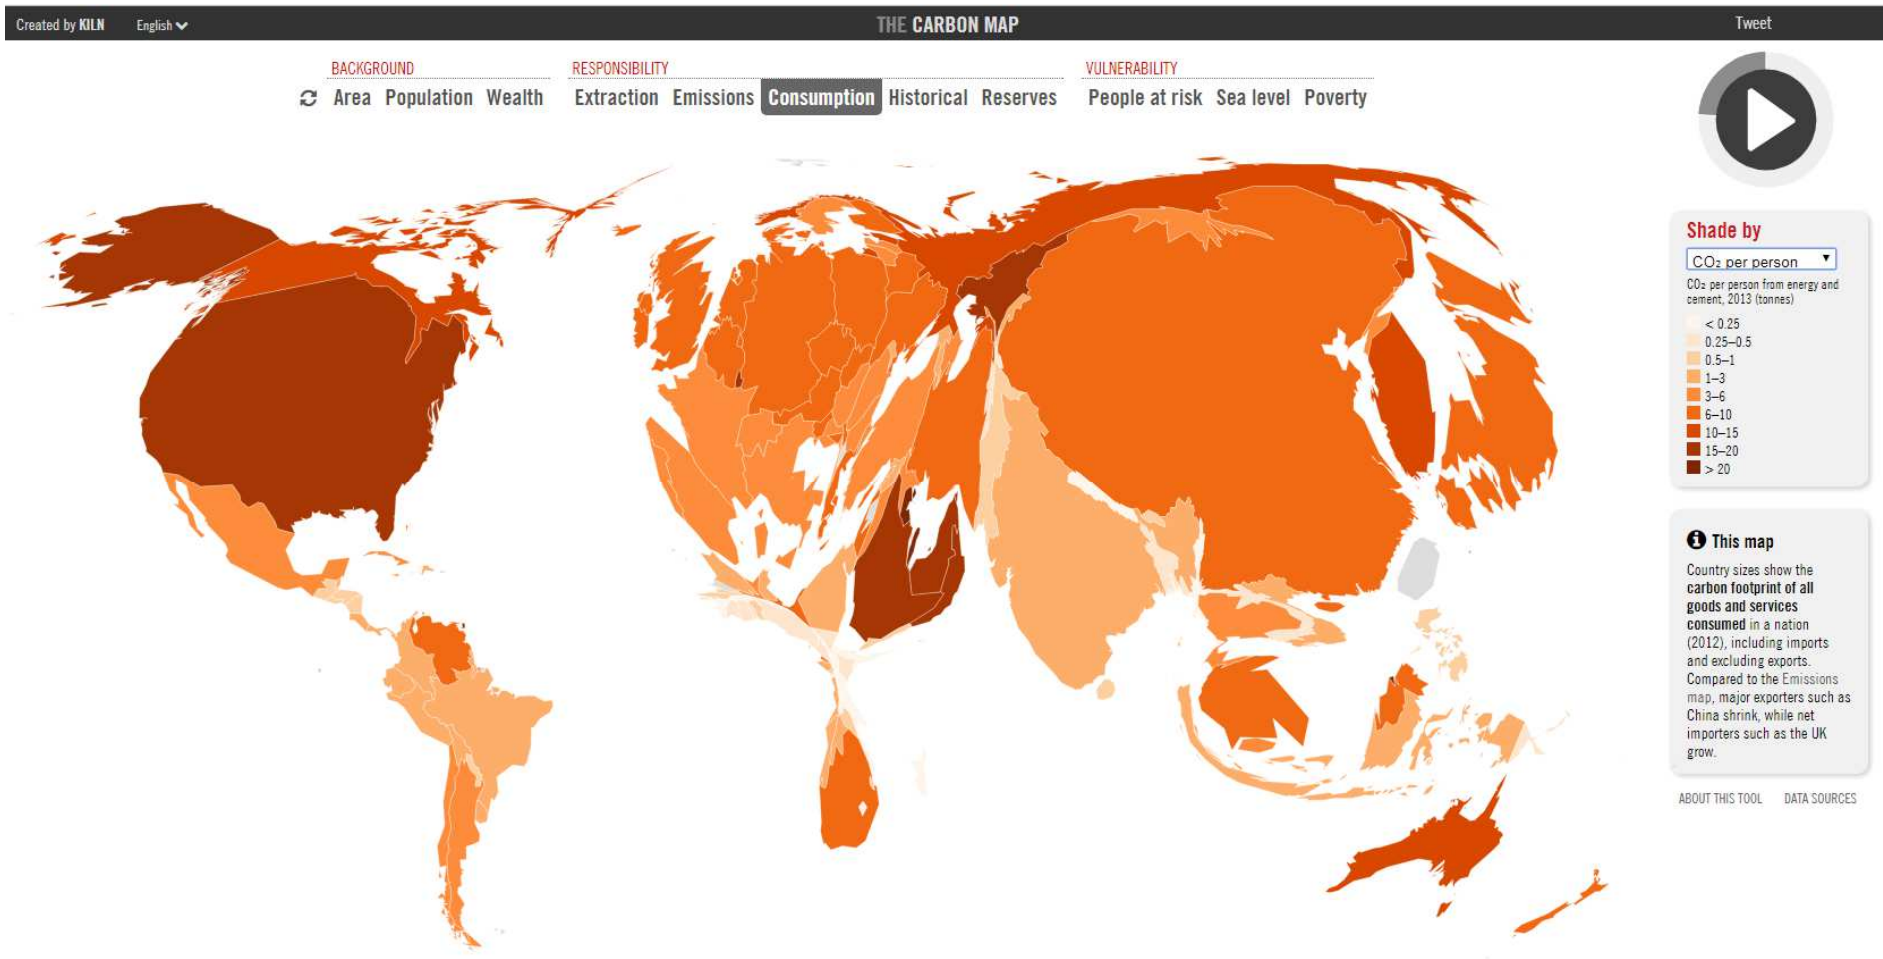 Created by KILN English THE CARBON MAP Tweet
BACKGROUND RESPONSIBILITY VULNERABILITY
Area Population Wealth Extraction Emissions Consumption Historical Reserves People at risk Sea level Poverty
Shade by
CO₂ per person
CO₂ per person from energy and
cement, 2013 (tonnes)
< 0.25
0.25–0.5
0.5–1
1–3
3–6
6–10
10–15
15–20
> 20
This map
Country sizes show the
carbon footprint of all
goods and services
consumed in a nation
(2012), including imports
and excluding exports.
Compared to the Emissions
map, major exporters such as
China shrink, while net
importers such as the UK
grow.
ABOUT THIS TOOL DATA SOURCES